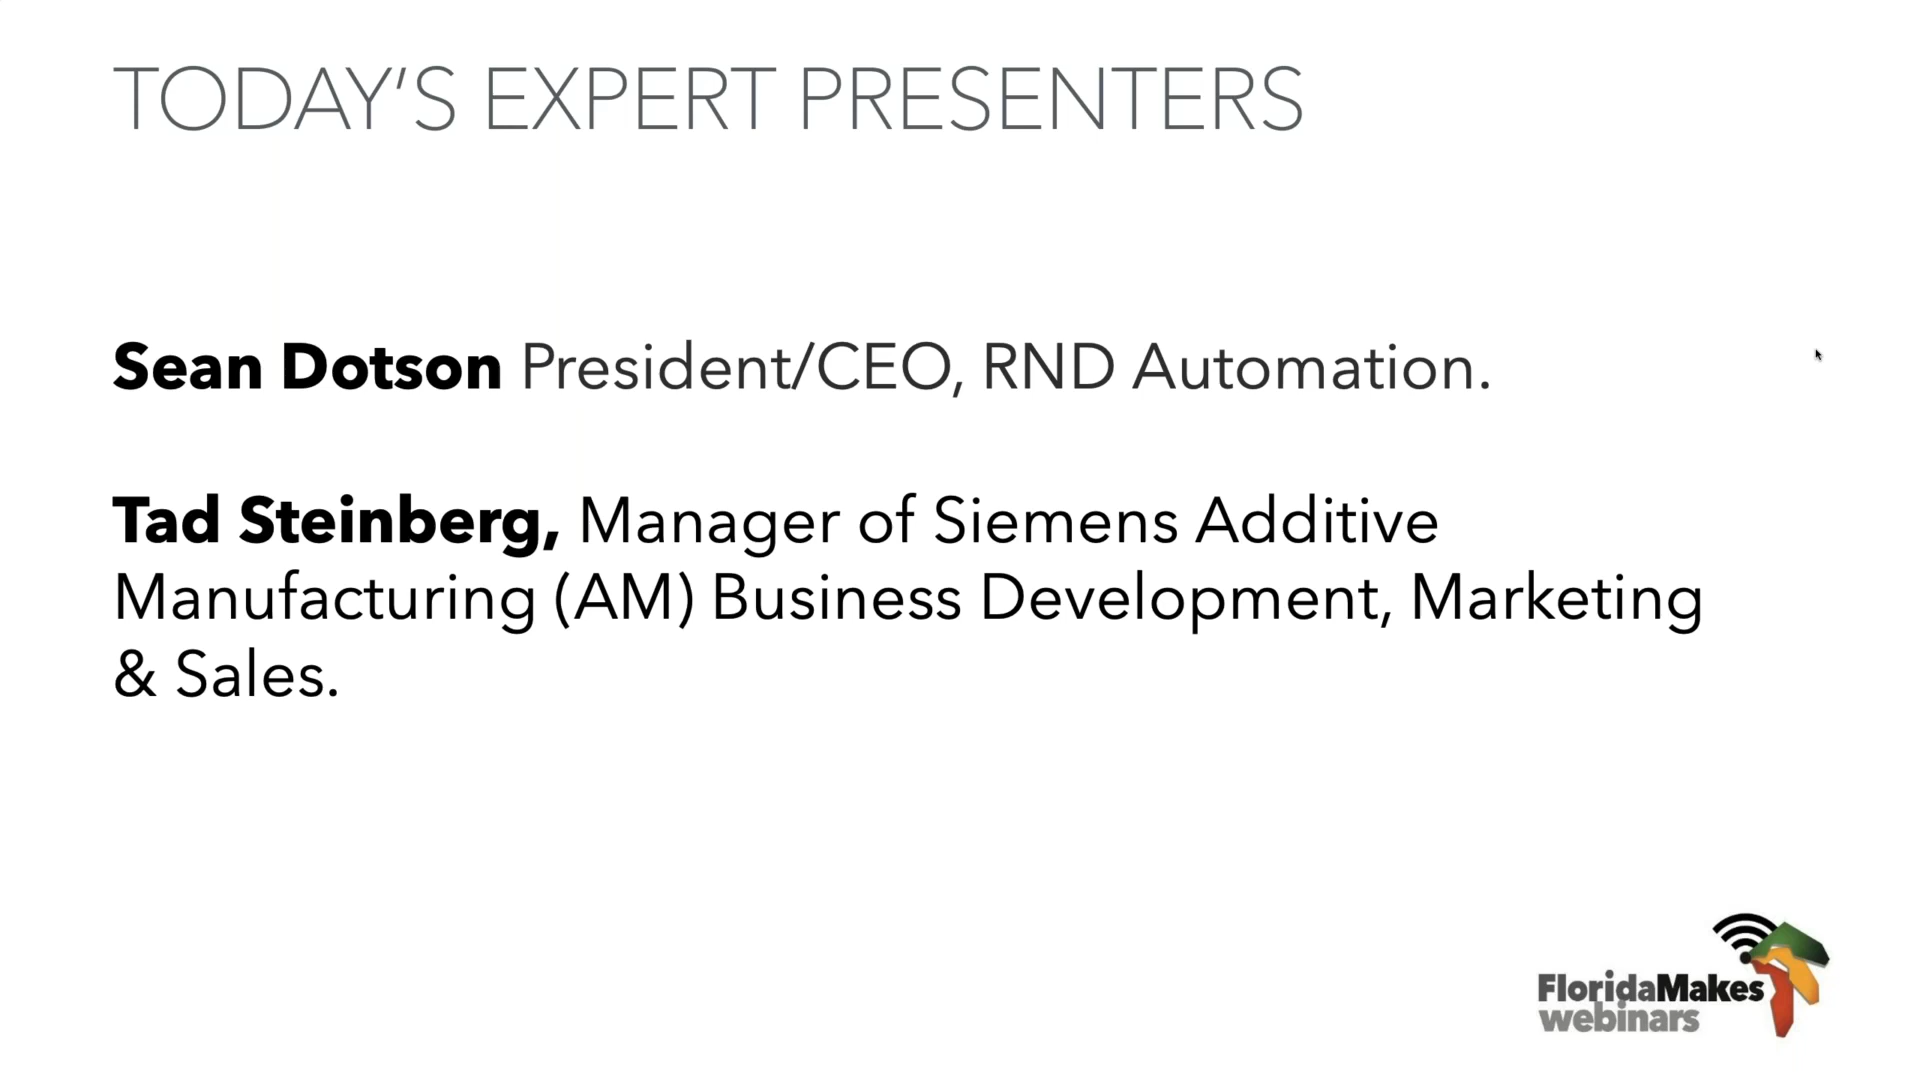 TODAY’S EXPERT PRESENTERS
Sean Dotson President/CEO, RND Automation.
Tad Steinberg, Manager of Siemens Additive
Manufacturing (AM) Business Development, Marketing
& Sales.
FloridaMakes
webinars